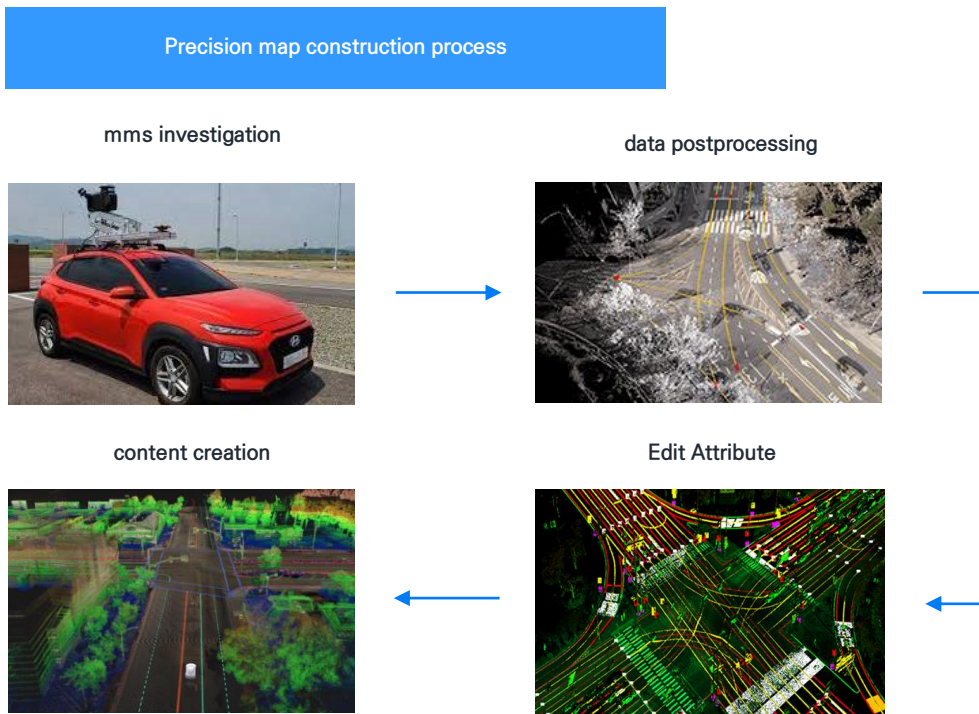 Precision map construction process
mms investigation
data postprocessing
content creation
Edit Attribute